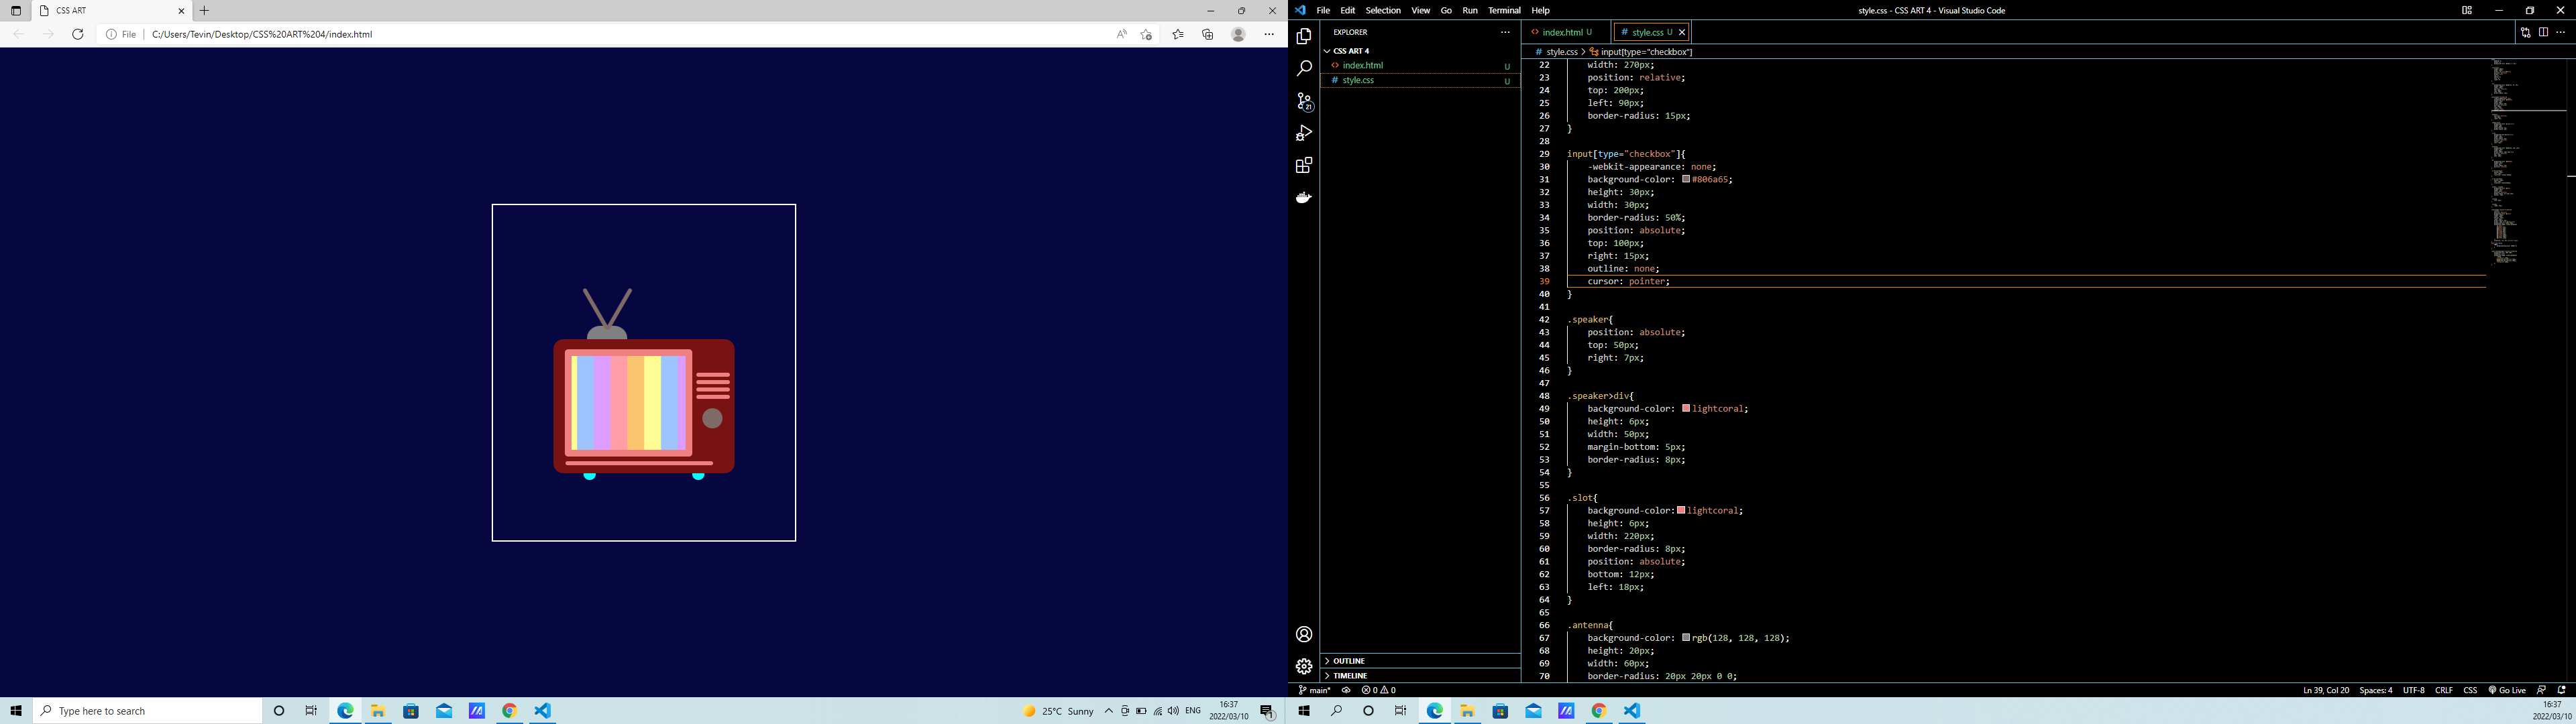 CSS ART
File | C:/Users/Tevin/Desktop/CSS%20ART%204/index.html
File Edit Selection View Go Run Terminal Help
style.css - CSS ART 4 - Visual Studio Code
EXPLORER
CSS ART 4
index.html U
style.css U
21
index.html U
# style.css U
# style.css > input[type="checkbox"]
22 width: 270px;
23 position: relative;
24 top: 200px;
25 left: 90px;
26 border-radius: 15px;
27 }
28
29 input[type="checkbox"]{
30 -webkit-appearance: none;
31 background-color: #806a65;
32 height: 30px;
33 width: 30px;
34 border-radius: 50%;
35 position: absolute;
36 top: 100px;
37 right: 15px;
38 outline: none;
39 cursor: pointer;
40 }
41
42 .speaker{
43 position: absolute;
44 top: 50px;
45 right: 7px;
46 }
47
48 .speaker>div{
49 background-color: lightcoral;
50 height: 6px;
51 width: 50px;
52 margin-bottom: 5px;
53 border-radius: 8px;
54 }
55
56 .slot{
57 background-color:lightcoral;
58 height: 6px;
59 width: 220px;
60 border-radius: 8px;
61 position: absolute;
62 bottom: 12px;
63 left: 18px;
64 }
65
66 .antenna{
67 background-color: rgb(128, 128, 128);
68 height: 20px;
69 width: 60px;
70 border-radius: 20px 20px 0 0;
OUTLINE
TIMELINE
main* 0 0
Ln 39, Col 20 Spaces: 4 UTF-8 CRLF CSS Go Live
Type here to search
25°C Sunny
ENG
16:37
2022/03/10
1
16:37
2022/03/10